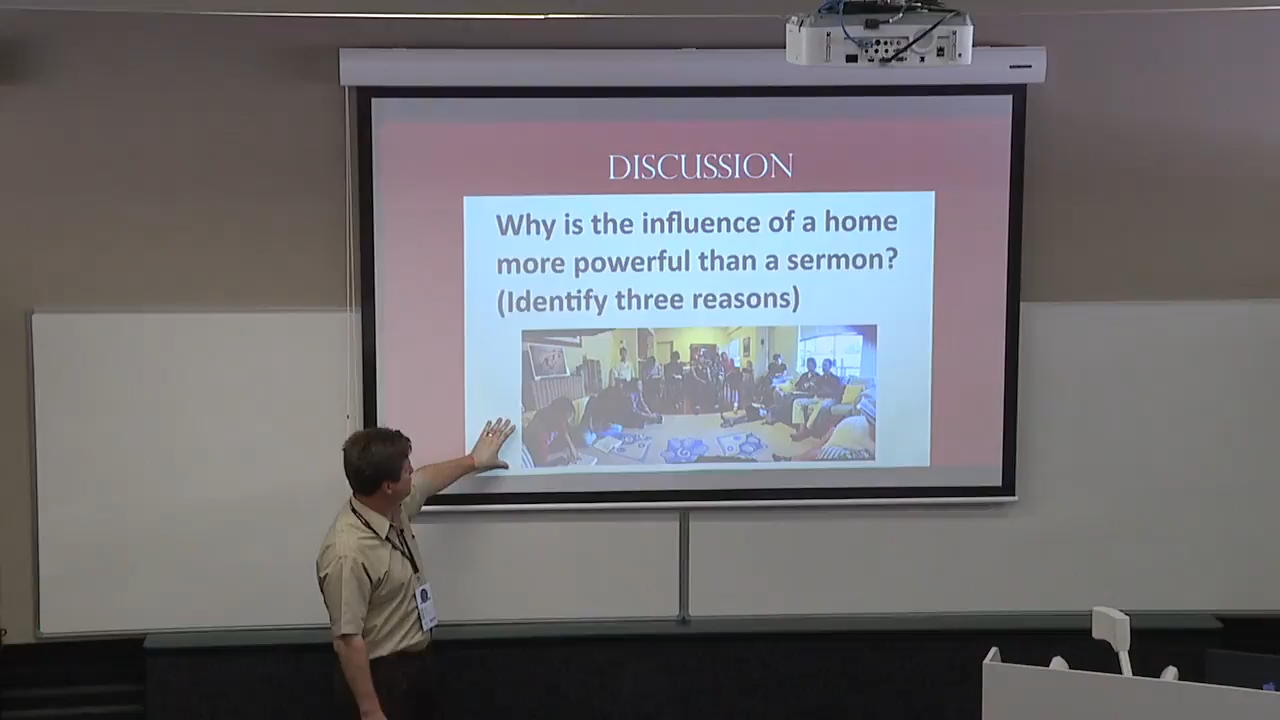 DISCUSSION
Why is the influence of a home
more powerful than a sermon?
(Identify three reasons)